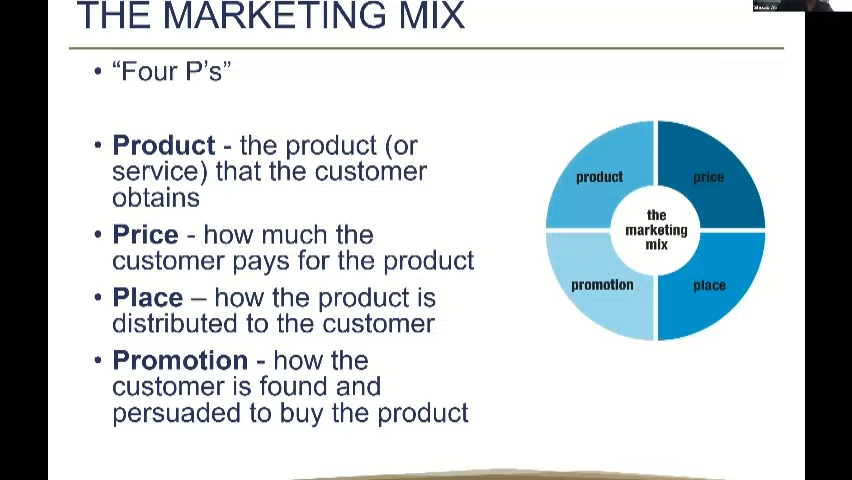 THE MARKETING MIX
• “Four P’s”
• Product - the product (or
service) that the customer
obtains
• Price - how much the
customer pays for the product
• Place – how the product is
distributed to the customer
• Promotion - how the
customer is found and
persuaded to buy the product
product
price
the
marketing
mix
promotion
place